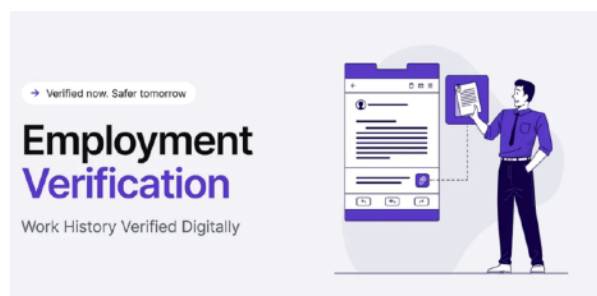 → Verified now. Safer tomorrow
Employment
Verification
Work History Verified Digitally